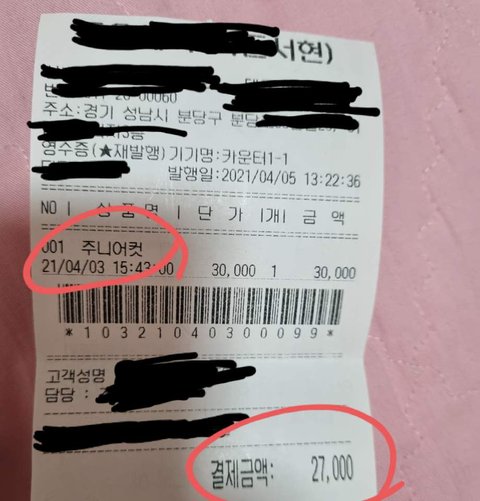 서현)
20-00060
주소:경기 성남시 분당구 분당
영수증(★재발행)기기명:카운터1-1
발행일:2021/04/05 13:22:36
NO| 상 품 명 | 단 가 |개| 금 액
001 주니어컷
21/04/03 15:43:00 30,000 1 30,000
*10321040300099*
고객성명
담당 :
결제금액: 27,000